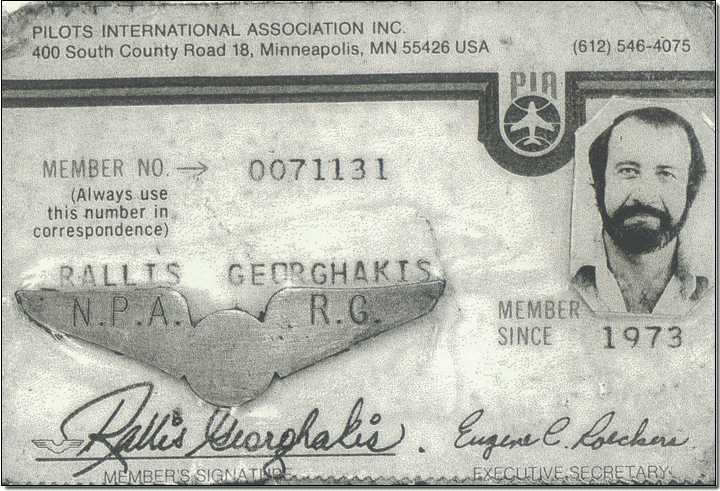 PILOTS INTERNATIONAL ASSOCIATION INC.
400 South County Road 18, Minneapolis, MN 55426 USA (612) 546-4075
PIA
MEMBER NO. → 0071131
(Always use
this number in
correspondence)
RALLIS GEORGHAKIS
N.P.A. R.G.
MEMBER
SINCE 1973
Rallis Georghakis. Eugene C. Roeckers
MEMBER'S SIGNATURE EXECUTIVE SECRETARY